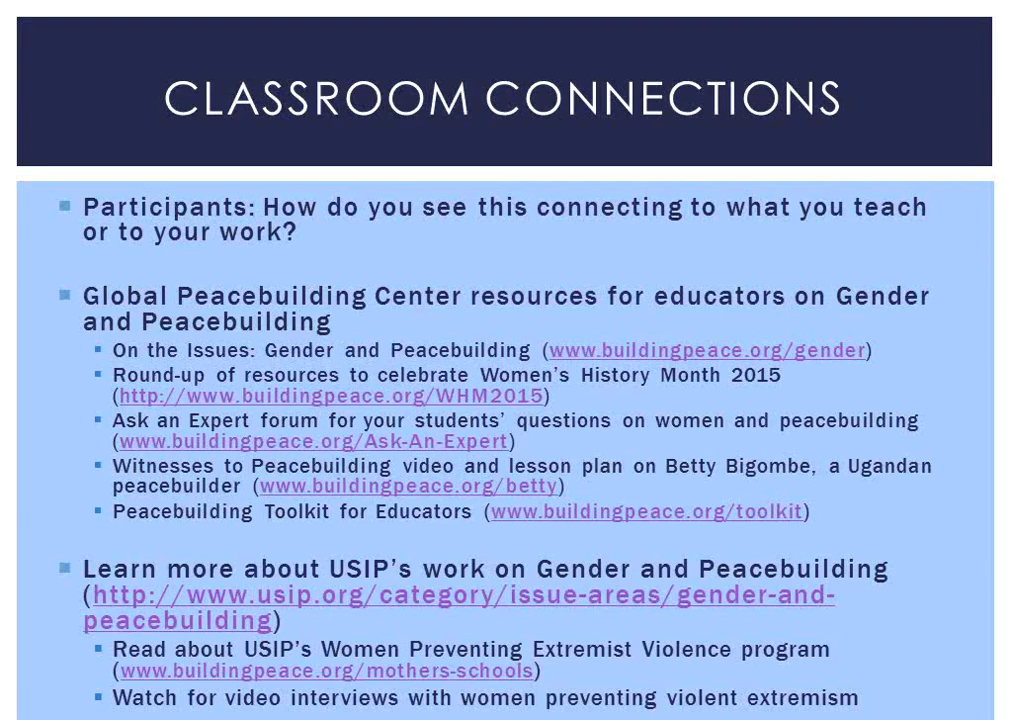 CLASSROOM CONNECTIONS
Participants: How do you see this connecting to what you teach
or to your work?
Global Peacebuilding Center resources for educators on Gender
and Peacebuilding
On the Issues: Gender and Peacebuilding (www.buildingpeace.org/gender)
Round-up of resources to celebrate Women's History Month 2015
(http://www.buildingpeace.org/WHM2015)
Ask an Expert forum for your students' questions on women and peacebuilding
(www.buildingpeace.org/Ask-An-Expert)
Witnesses to Peacebuilding video and lesson plan on Betty Bigombe, a Ugandan
peacebuilder (www.buildingpeace.org/betty)
Peacebuilding Toolkit for Educators (www.buildingpeace.org/toolkit)
Learn more about USIP's work on Gender and Peacebuilding
(http://www.usip.org/category/issue-areas/gender-and-
peacebuilding)
Read about USIP's Women Preventing Extremist Violence program
(www.buildingpeace.org/mothers-schools)
Watch for video interviews with women preventing violent extremism